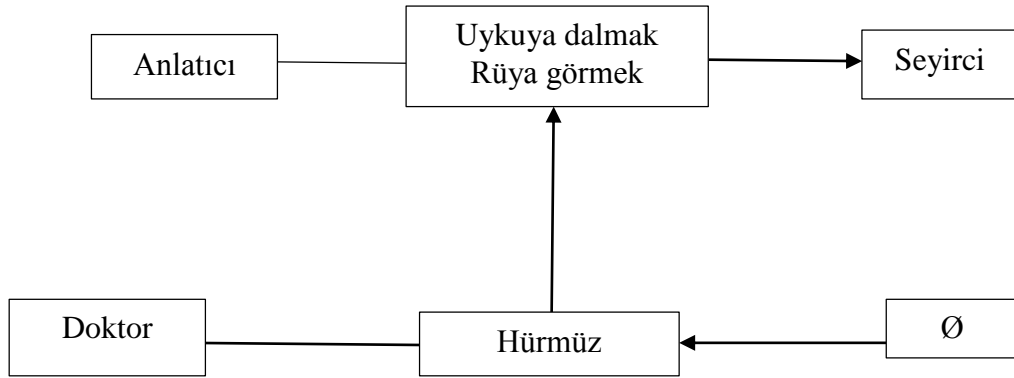 Anlatıcı
Uykuya dalmak
Rüya görmek
Seyirci
Doktor
Hürmüz
Ø